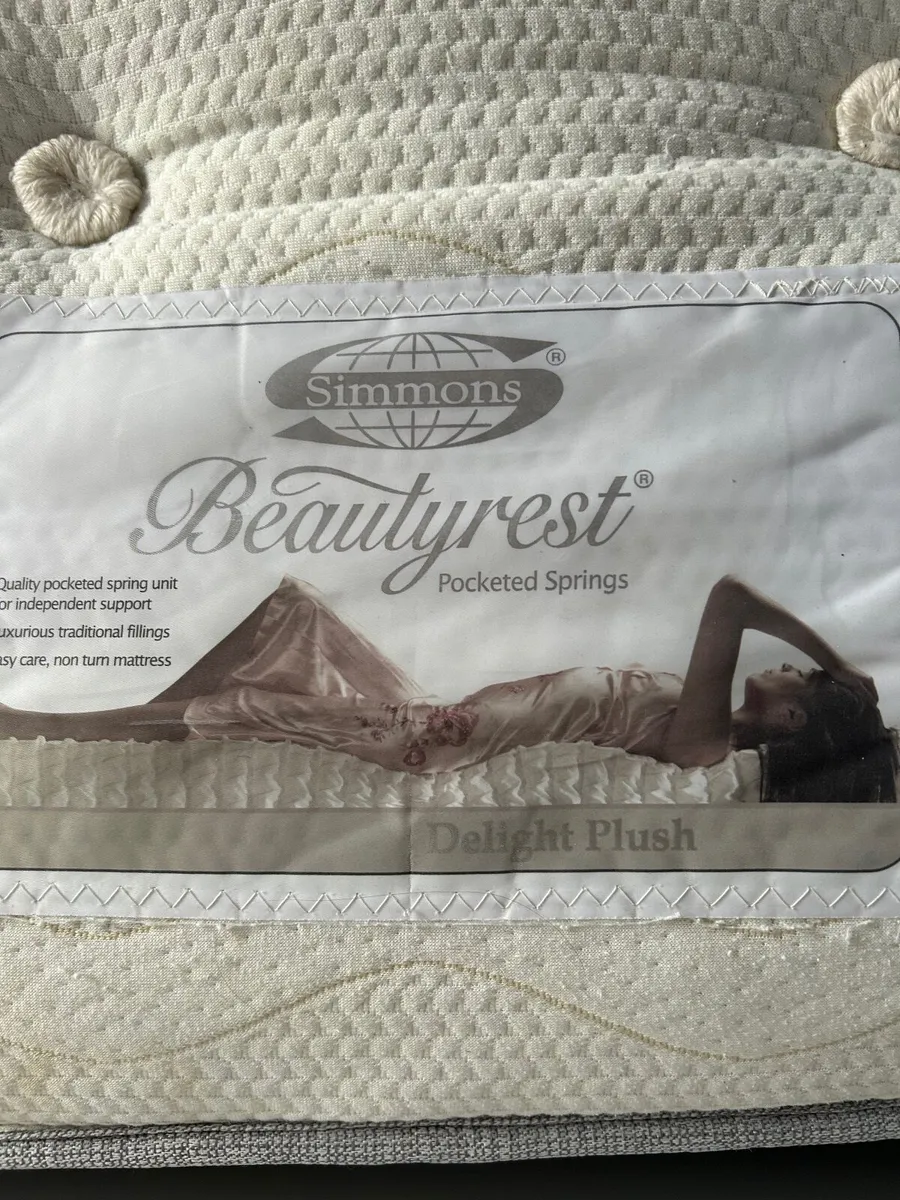 Simmons®
Beautyrest®
Pocketed Springs
Quality pocketed spring unit
or independent support
uxurious traditional fillings
asy care, non turn mattress
Delight Plush